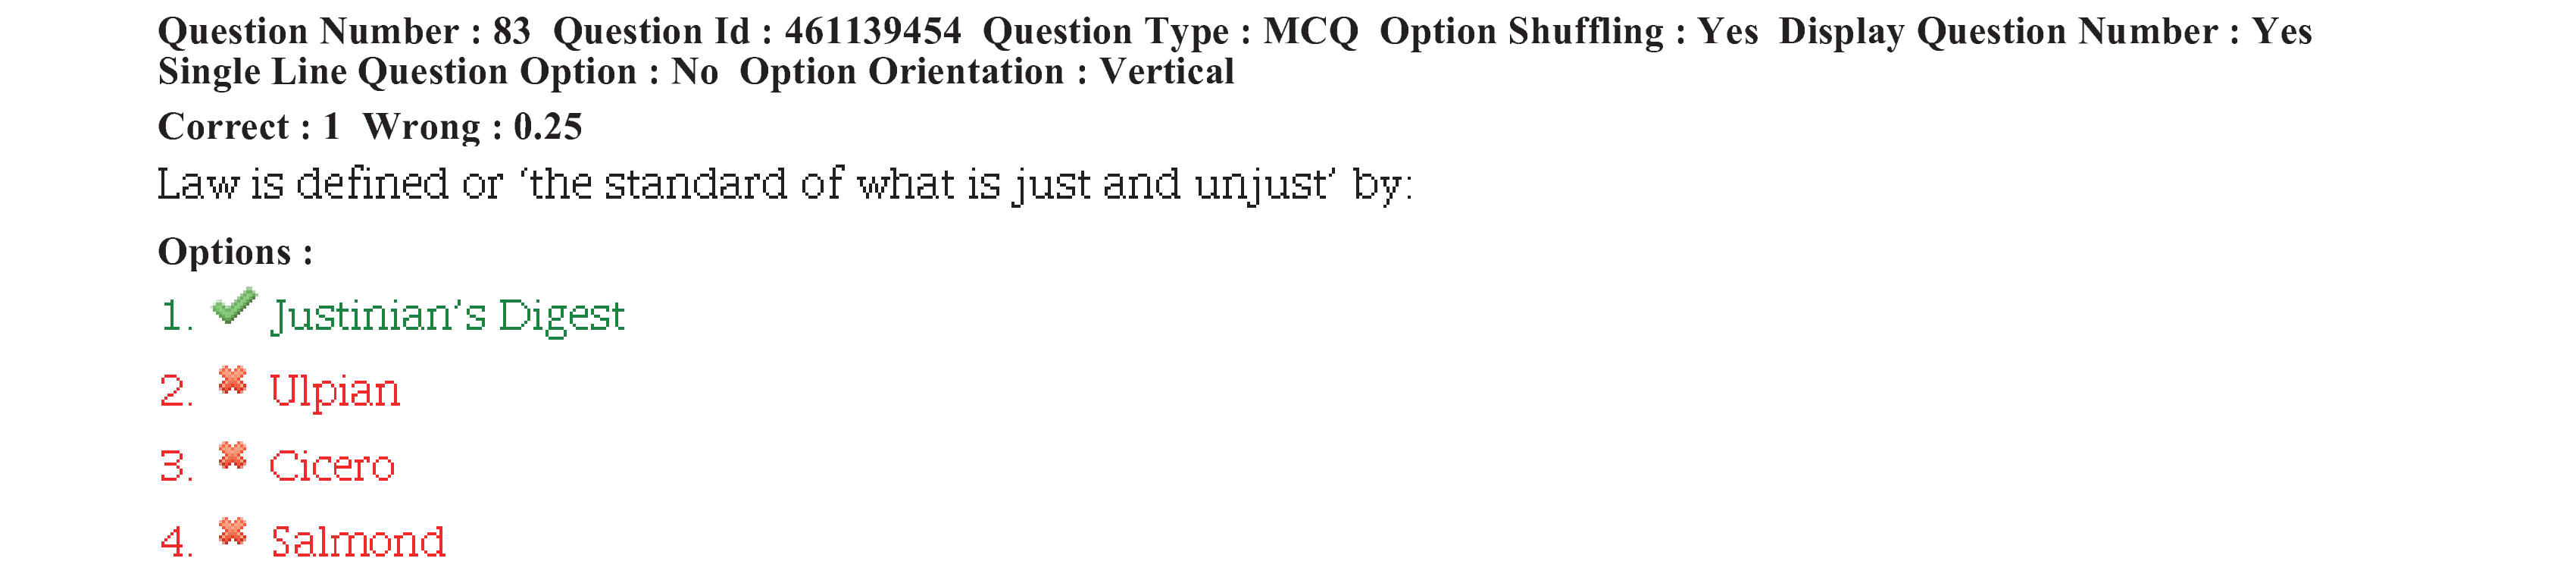 Question Number : 83 Question Id : 461139454 Question Type : MCQ Option Shuffling : Yes Display Question Number : Yes
Single Line Question Option : No Option Orientation : Vertical
Correct : 1 Wrong : 0.25
Law is defined or ‘the standard of what is just and unjust’ by:
Options :
1. Justinian’s Digest
2. Ulpian
3. Cicero
4. Salmond